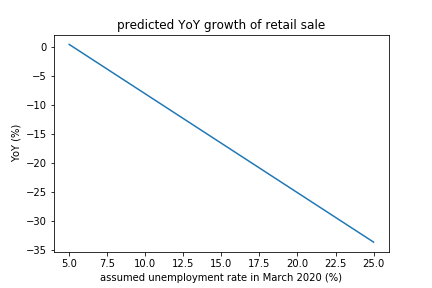 predicted YoY growth of retail sale
0
−5
−10
−15
−20
−25
−30
−35
YoY (%)
5.0 7.5 10.0 12.5 15.0 17.5 20.0 22.5 25.0
assumed unemployment rate in March 2020 (%)